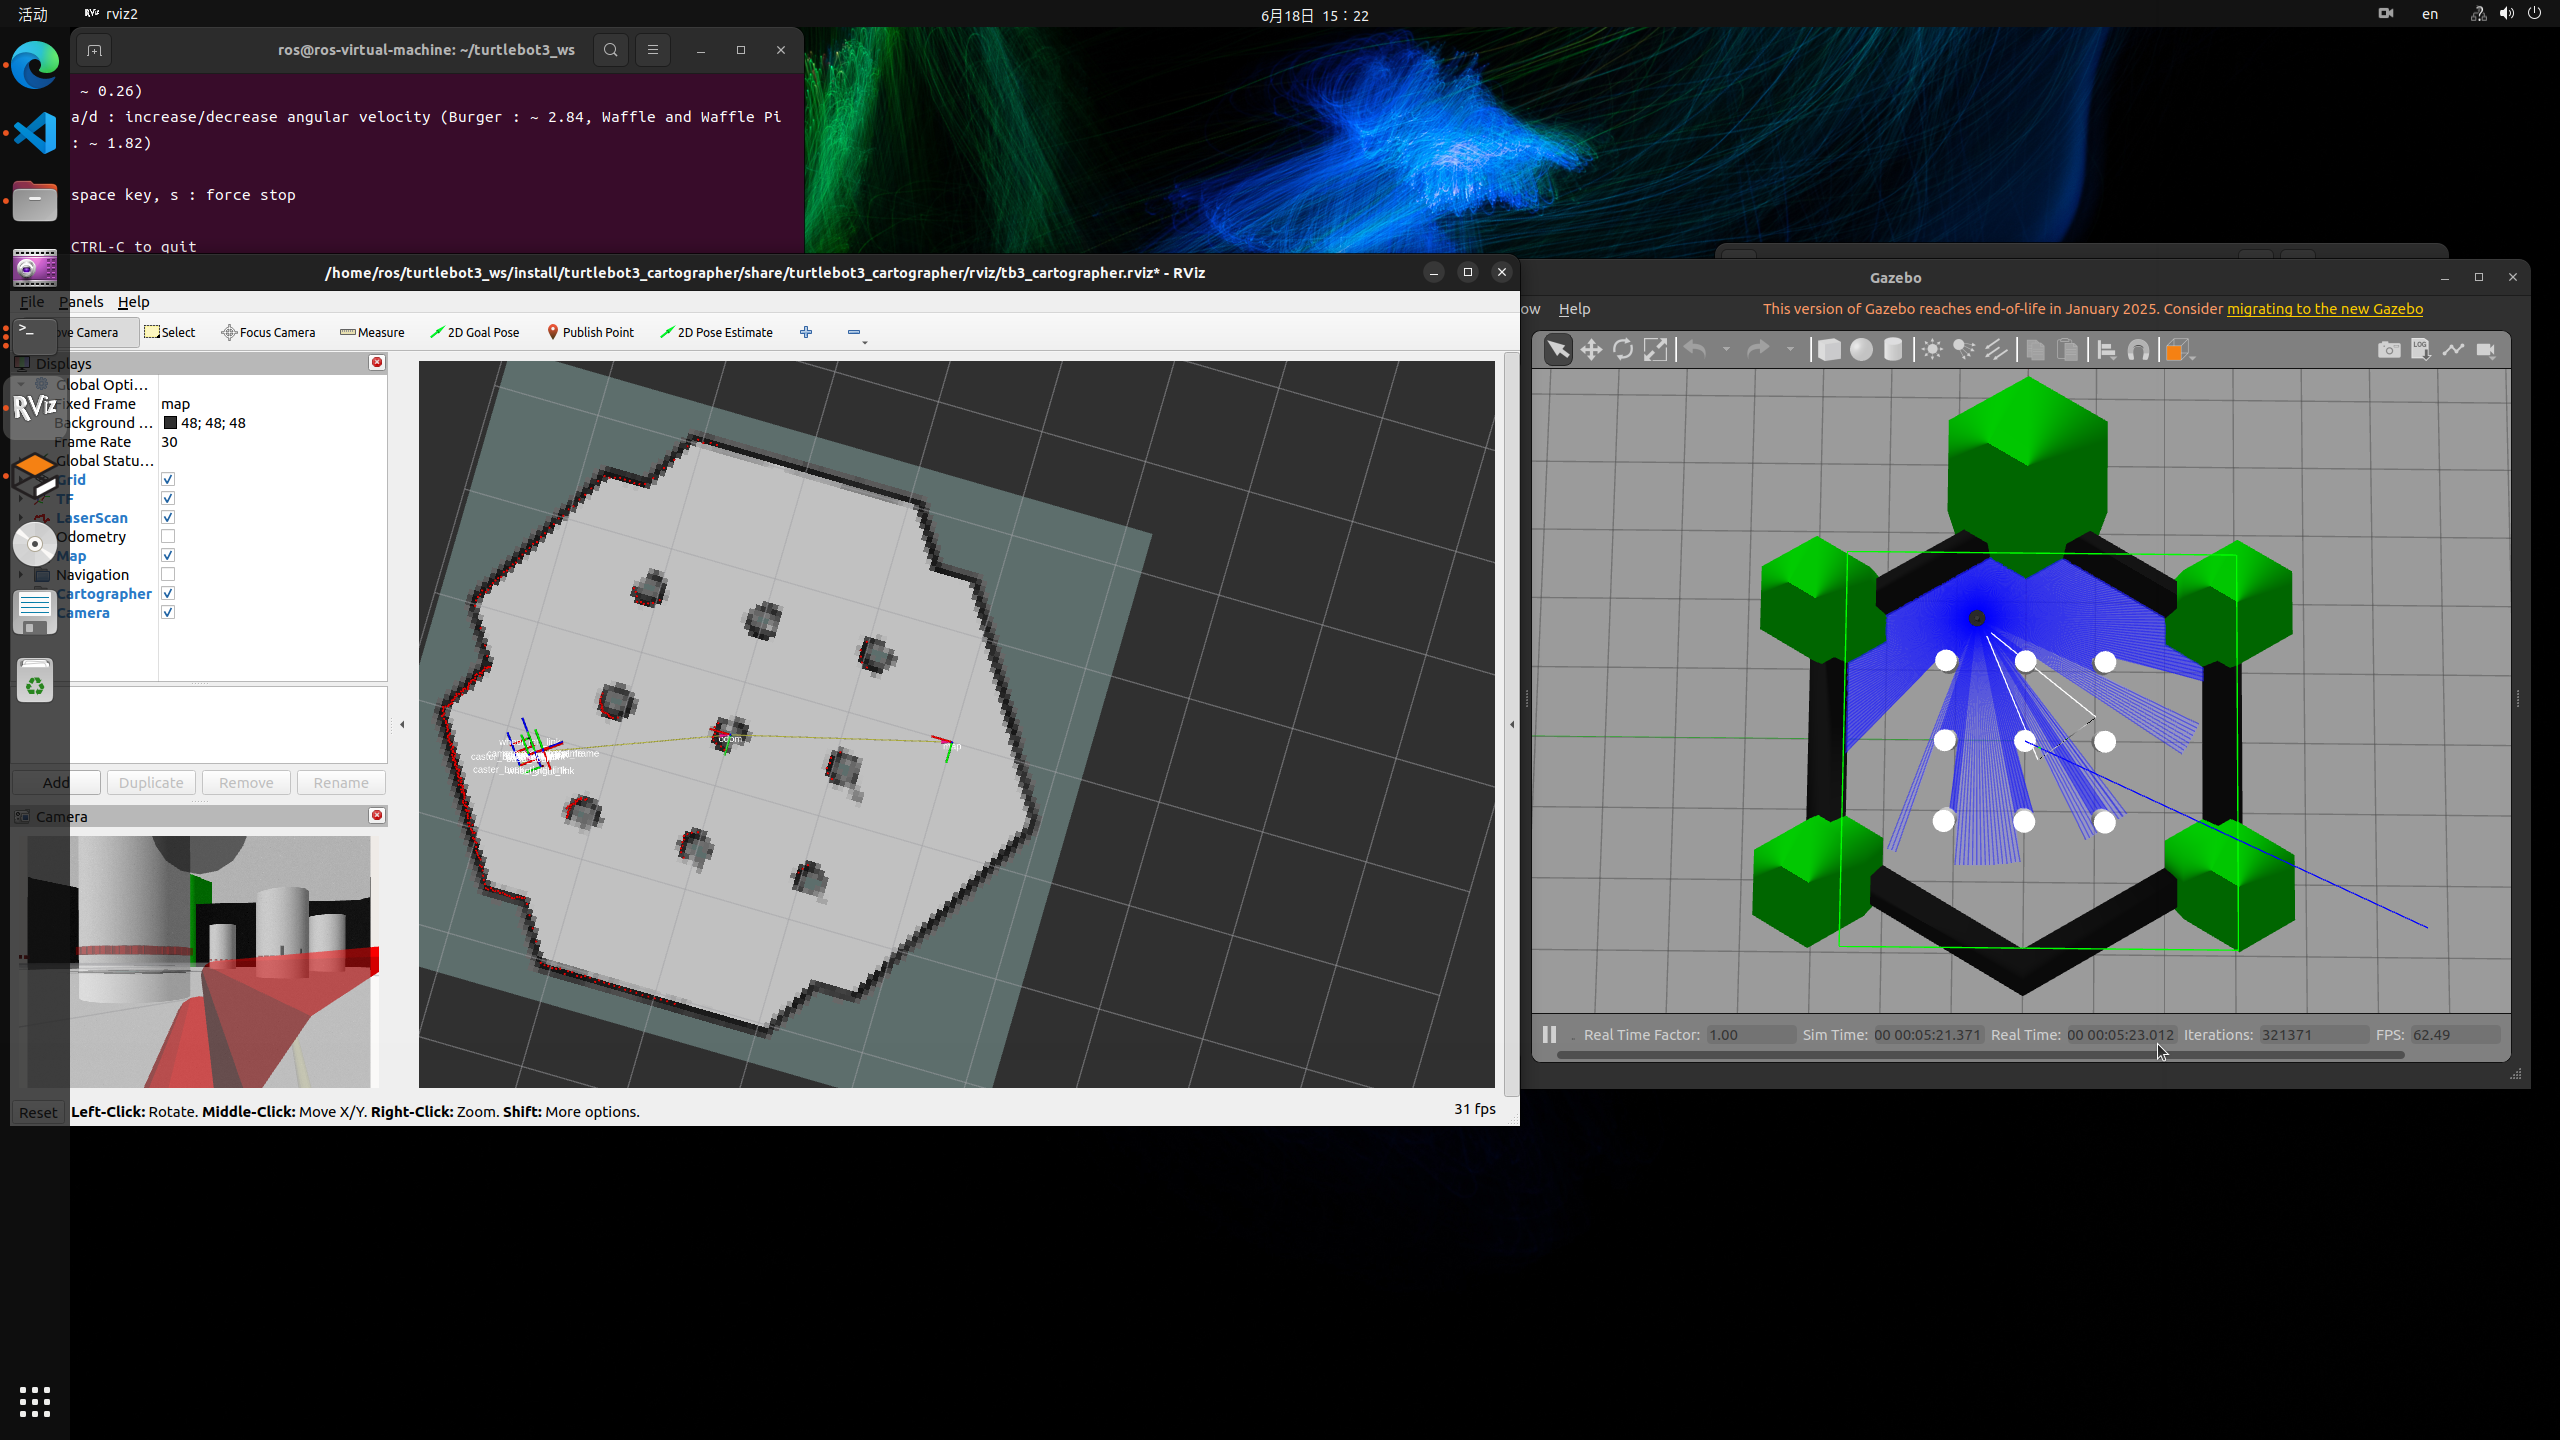 活动
rviz2
6月18日 15：22
en
ros@ros-virtual-machine: ~/turtlebot3_ws
~ 0.26)
a/d : increase/decrease angular velocity (Burger : ~ 2.84, Waffle and Waffle Pi
: ~ 1.82)
space key, s : force stop
CTRL-C to quit
/home/ros/turtlebot3_ws/install/turtlebot3_cartographer/share/turtlebot3_cartographer/rviz/tb3_cartographer.rviz* - RViz
File Panels Help
ve Camera Select Focus Camera Measure 2D Goal Pose Publish Point 2D Pose Estimate
Displays
Global Opti...
Fixed Frame map
Background ... 48; 48; 48
Frame Rate 30
Global Statu...
Grid
TF
LaserScan
Odometry
Map
Navigation
Cartographer
Camera
RViz
Add Duplicate Remove Rename
Camera
odom
map
Reset Left-Click: Rotate. Middle-Click: Move X/Y. Right-Click: Zoom. Shift: More options.
31 fps
Gazebo
ow Help
This version of Gazebo reaches end-of-life in January 2025. Consider migrating to the new Gazebo
LOG
Real Time Factor: 1.00 Sim Time: 00 00:05:21.371 Real Time: 00 00:05:23.012 Iterations: 321371 FPS: 62.49